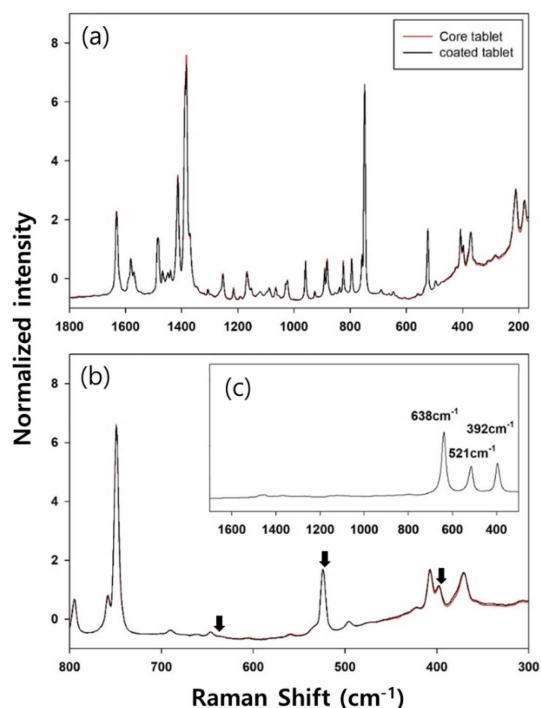 Normalized intensity
(a)
Core tablet
coated tablet
8
6
4
2
0
1800 1600 1400 1200 1000 800 600 400 200
(b)
8
6
4
2
0
(c)
638cm⁻¹
521cm⁻¹
392cm⁻¹
1600 1400 1200 1000 800 600 400
800 700 600 500 400 300
Raman Shift (cm⁻¹)